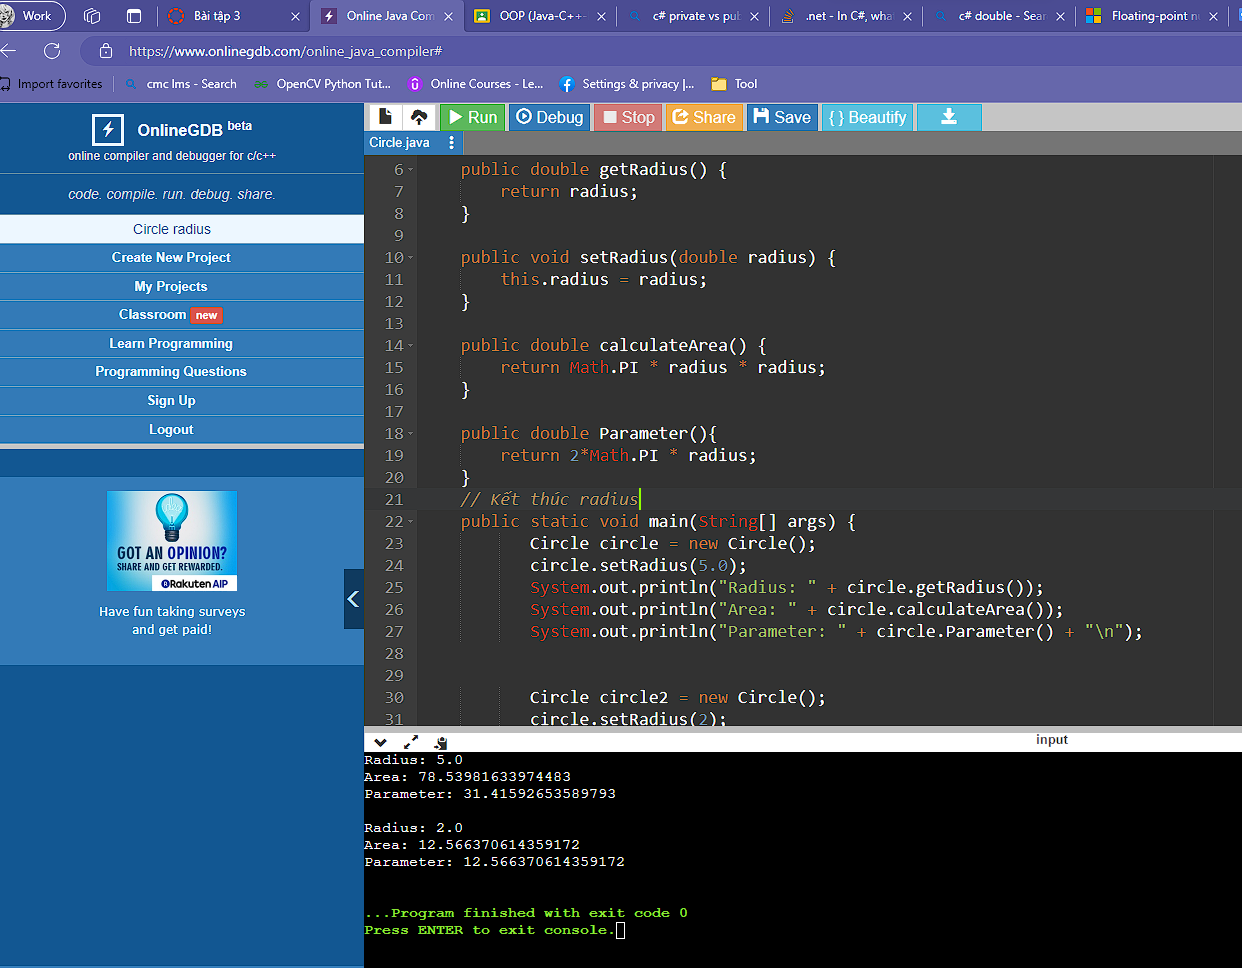 Work
Bài tập 3
Online Java Com
OOP (Java-C++-
c# private vs pub
.net - In C#, wha
c# double - Sear
Floating-point n
https://www.onlinegdb.com/online_java_compiler#
Import favorites
cmc lms - Search
OpenCV Python Tut...
Online Courses - Le...
Settings & privacy |...
Tool
OnlineGDB beta
online compiler and debugger for c/c++
code. compile. run. debug. share.
Circle radius
Create New Project
My Projects
Classroom new
Learn Programming
Programming Questions
Sign Up
Logout
GOT AN OPINION?
SHARE AND GET REWARDED.
Rakuten AIP
Have fun taking surveys
and get paid!
Run Debug Stop Share Save { } Beautify
Circle.java
6 public double getRadius() {
7 return radius;
8 }
9
10 public void setRadius(double radius) {
11 this.radius = radius;
12 }
13
14 public double calculateArea() {
15 return Math.PI * radius * radius;
16 }
17
18 public double Parameter(){
19 return 2*Math.PI * radius;
20 }
21 // Kết thúc radius
22 public static void main(String[] args) {
23 Circle circle = new Circle();
24 circle.setRadius(5.0);
25 System.out.println("Radius: " + circle.getRadius());
26 System.out.println("Area: " + circle.calculateArea());
27 System.out.println("Parameter: " + circle.Parameter() + "\n");
28
29
30 Circle circle2 = new Circle();
31 circle.setRadius(2);
input
Radius: 5.0
Area: 78.53981633974483
Parameter: 31.41592653589793
Radius: 2.0
Area: 12.566370614359172
Parameter: 12.566370614359172
...Program finished with exit code 0
Press ENTER to exit console.